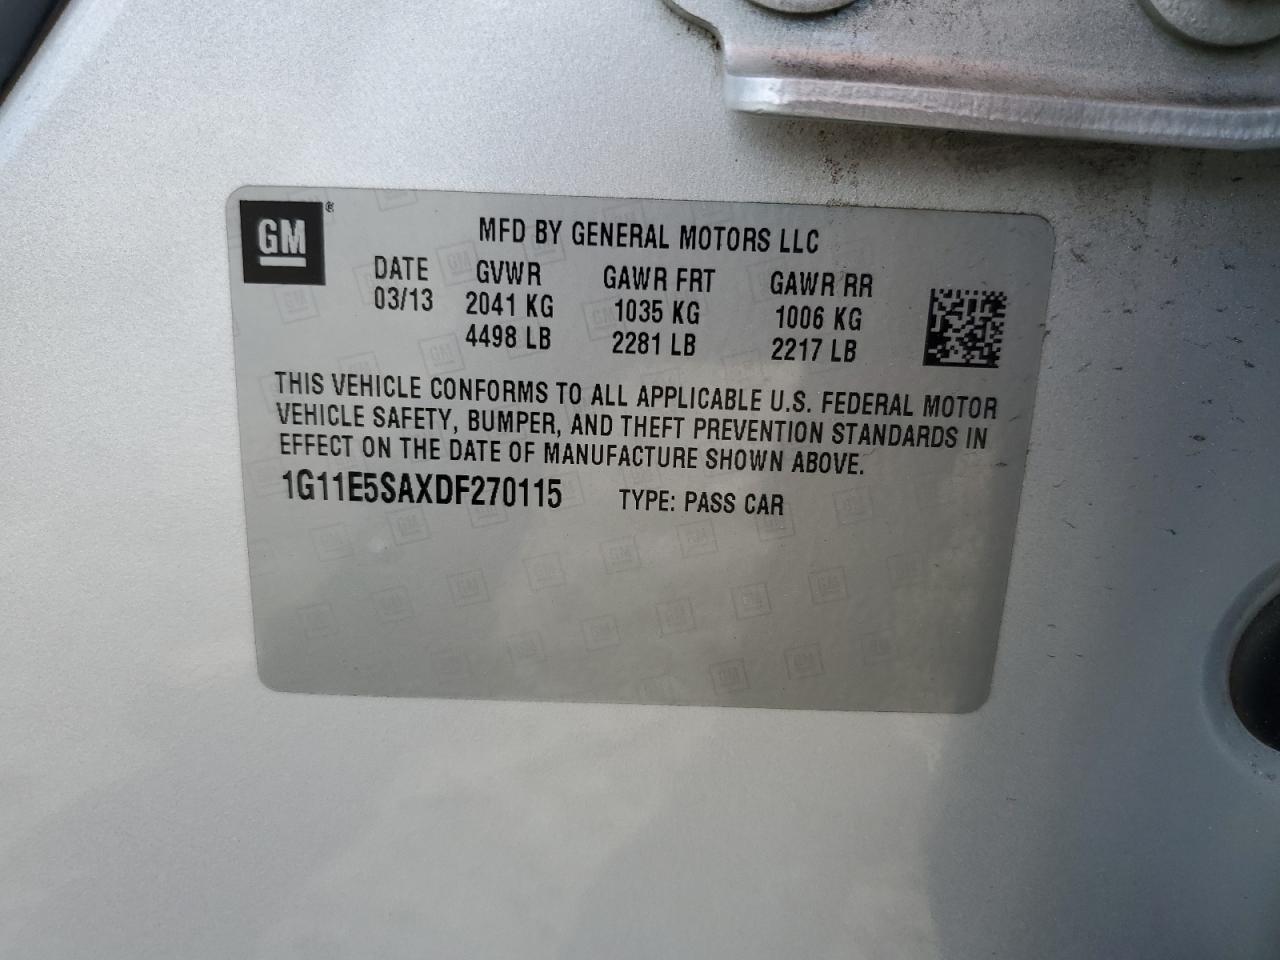 GM®
MFD BY GENERAL MOTORS LLC
DATE GVWR GAWR FRT GAWR RR
03/13 2041 KG 1035 KG 1006 KG
4498 LB 2281 LB 2217 LB
THIS VEHICLE CONFORMS TO ALL APPLICABLE U.S. FEDERAL MOTOR
VEHICLE SAFETY, BUMPER, AND THEFT PREVENTION STANDARDS IN
EFFECT ON THE DATE OF MANUFACTURE SHOWN ABOVE.
1G11E5SAXDF270115 TYPE: PASS CAR